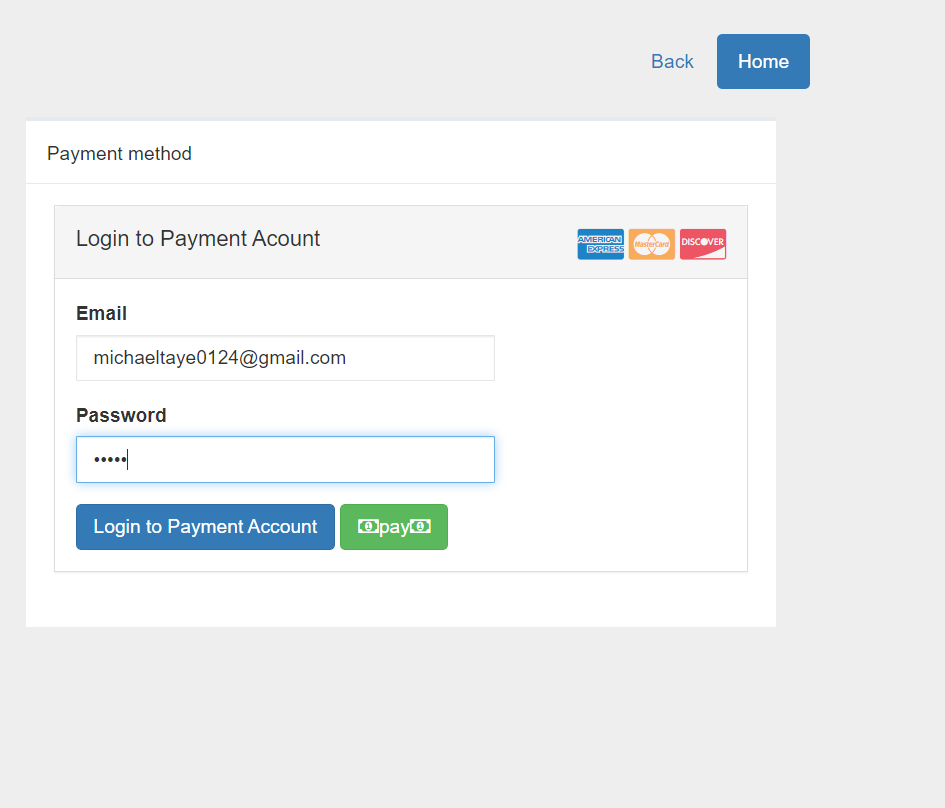 Back Home
Payment method
Login to Payment Acount
AMERICAN EXPRESS MasterCard DISCOVER
Email
michaeltaye0124@gmail.com
Password
•••••
Login to Payment Account pay